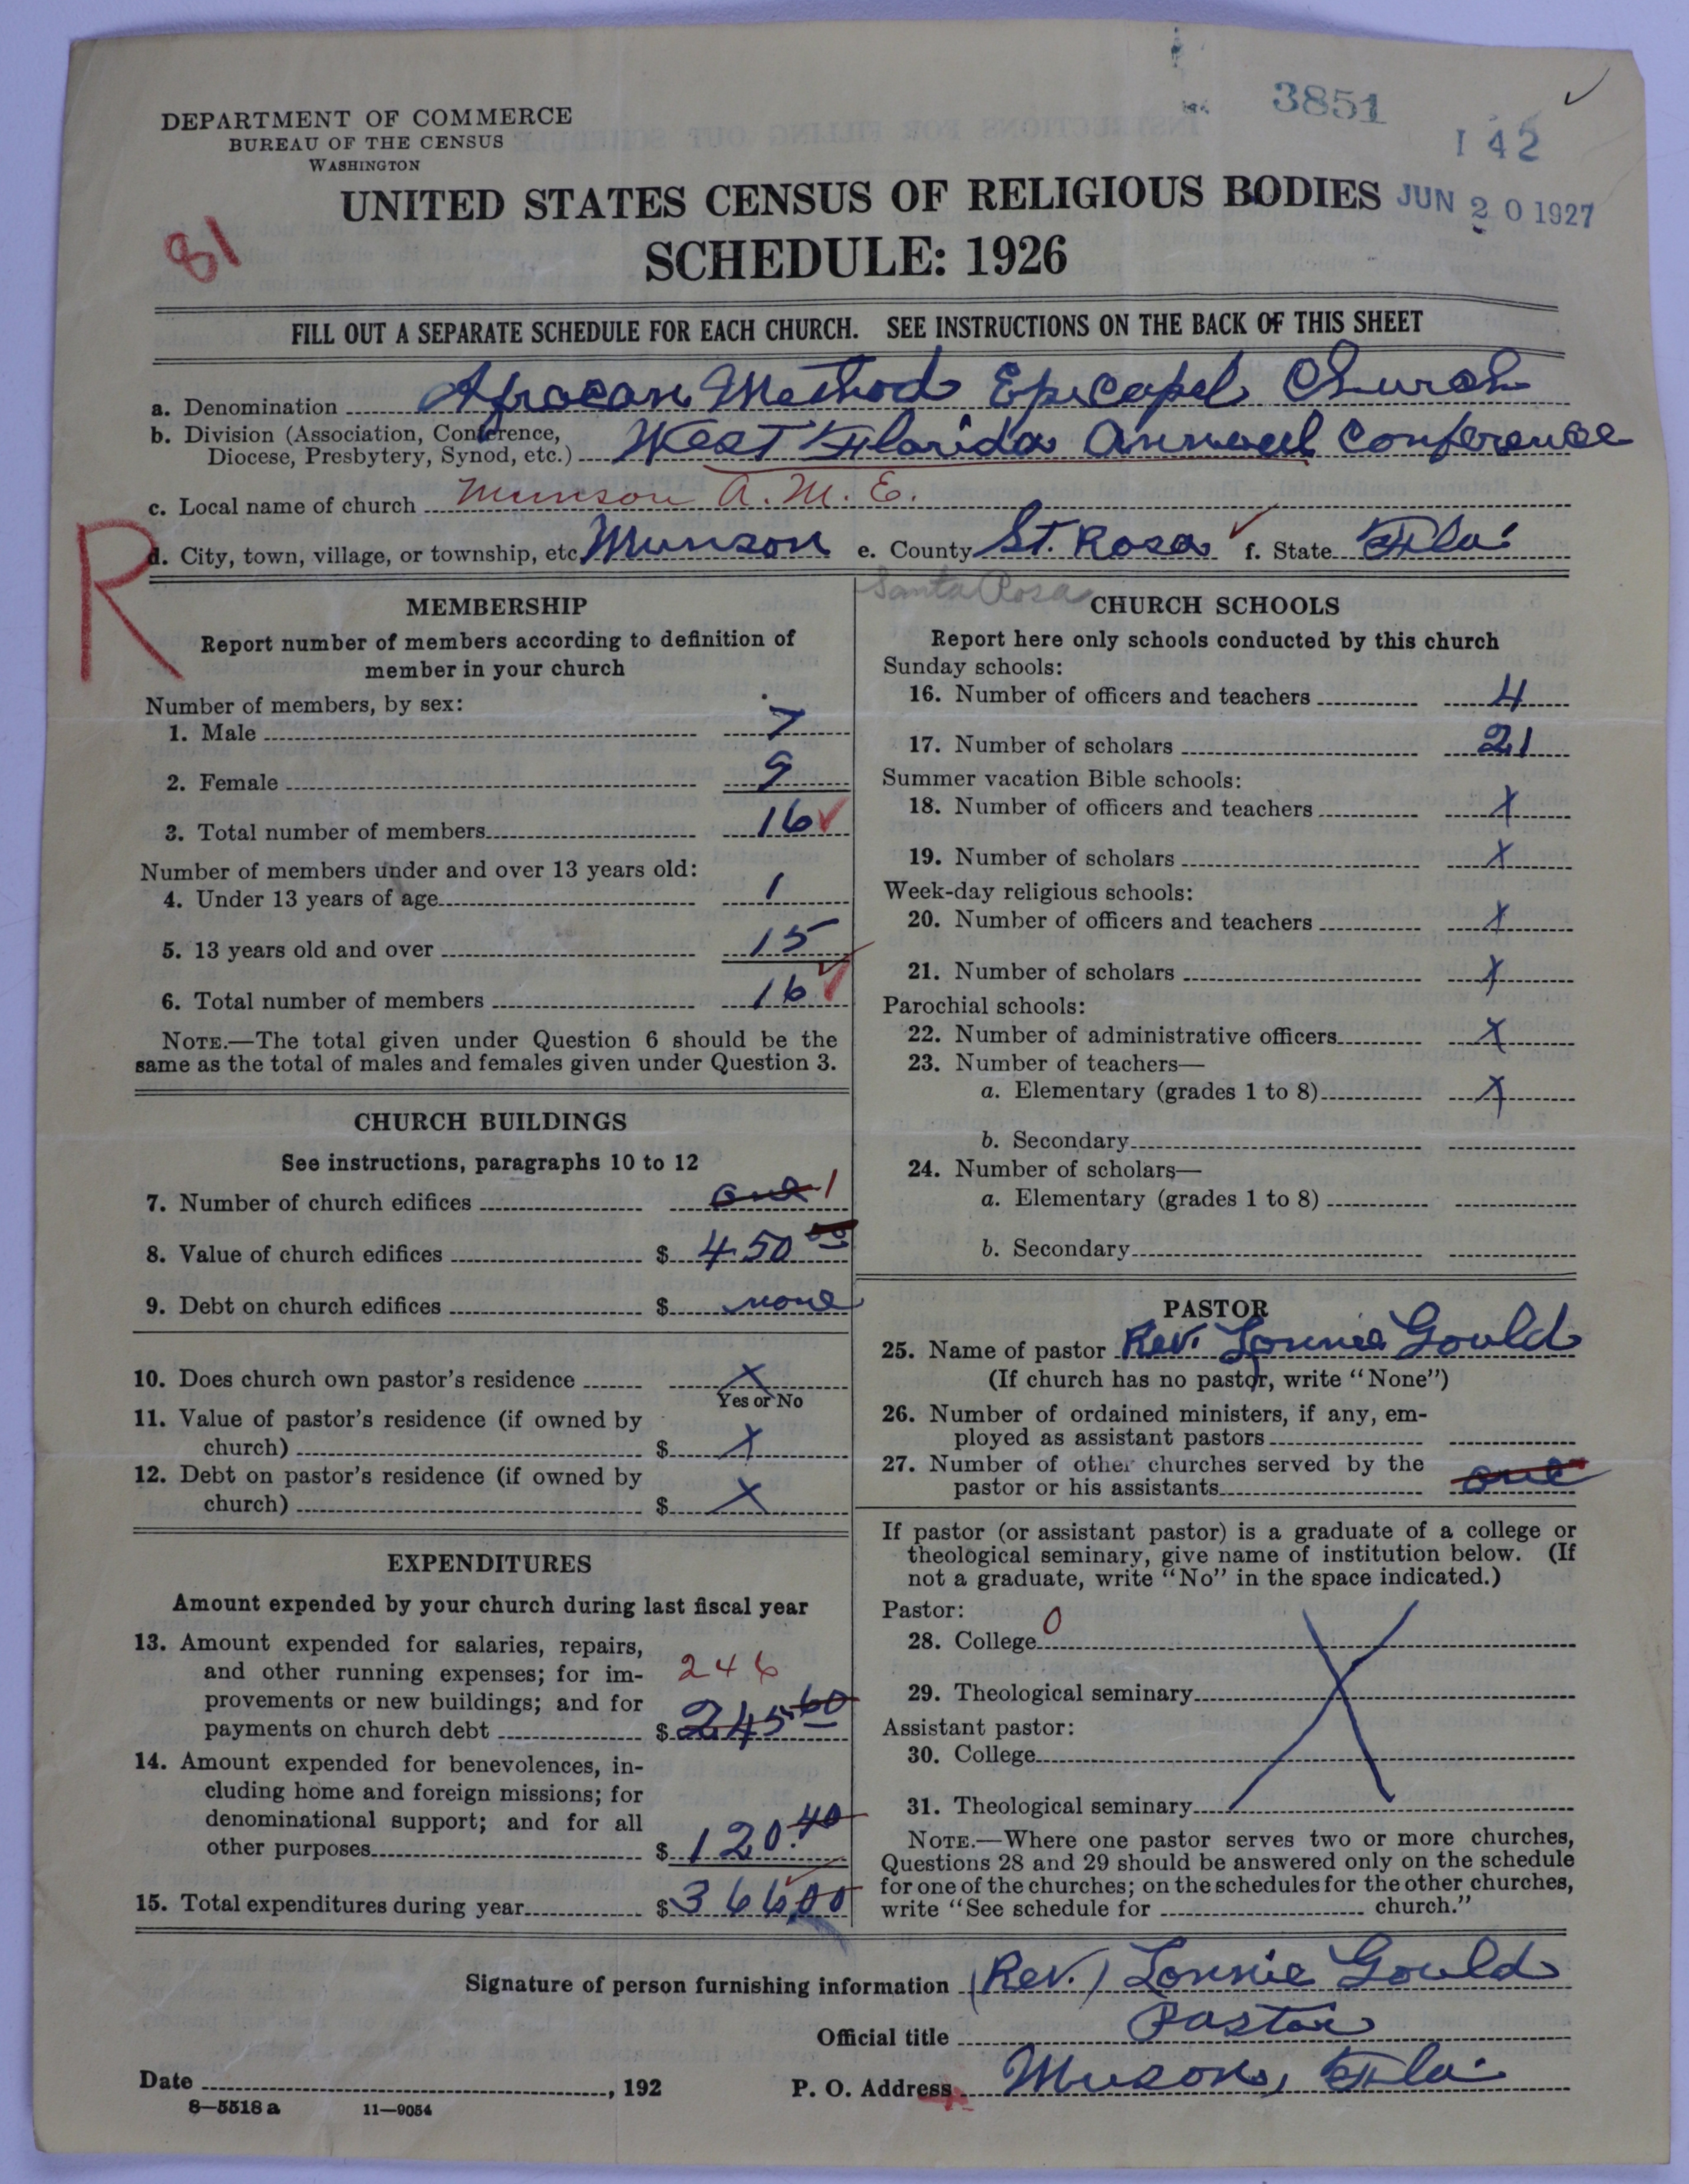 3851
142
DEPARTMENT OF COMMERCE
BUREAU OF THE CENSUS
WASHINGTON
UNITED STATES CENSUS OF RELIGIOUS BODIES
JUN 20 1927
81
SCHEDULE: 1926
FILL OUT A SEPARATE SCHEDULE FOR EACH CHURCH. SEE INSTRUCTIONS ON THE BACK OF THIS SHEET
a. Denomination Afracan Method Episcopal Church
b. Division (Association, Conference,
Diocese, Presbytery, Synod, etc.) West Florida Annual Conference
c. Local name of church Munson A.M.E.
R
d. City, town, village, or township, etc Munson e. County St. Rosa f. State Fla.
Santa Rosa
MEMBERSHIP
Report number of members according to definition of
member in your church
Number of members, by sex:
1. Male 7
2. Female 9
3. Total number of members 16
Number of members under and over 13 years old:
4. Under 13 years of age 1
5. 13 years old and over 15
6. Total number of members 16
NOTE.—The total given under Question 6 should be the
same as the total of males and females given under Question 3.
CHURCH BUILDINGS
See instructions, paragraphs 10 to 12
7. Number of church edifices one 1
8. Value of church edifices $ 450 00
9. Debt on church edifices $ none
10. Does church own pastor's residence X
Yes or No
11. Value of pastor's residence (if owned by
church) $ X
12. Debt on pastor's residence (if owned by
church) $ X
EXPENDITURES
Amount expended by your church during last fiscal year
13. Amount expended for salaries, repairs,
and other running expenses; for im- 246
provements or new buildings; and for
payments on church debt $ 245.60
14. Amount expended for benevolences, in-
cluding home and foreign missions; for
denominational support; and for all
other purposes $ 120.40
15. Total expenditures during year $ 366.00
CHURCH SCHOOLS
Report here only schools conducted by this church
Sunday schools:
16. Number of officers and teachers 4
17. Number of scholars 21
Summer vacation Bible schools:
18. Number of officers and teachers X
19. Number of scholars X
Week-day religious schools:
20. Number of officers and teachers X
21. Number of scholars X
Parochial schools:
22. Number of administrative officers X
23. Number of teachers—
a. Elementary (grades 1 to 8) X
b. Secondary
24. Number of scholars—
a. Elementary (grades 1 to 8)
b. Secondary
PASTOR
25. Name of pastor Rev. Lonnie Gould
(If church has no pastor, write "None")
26. Number of ordained ministers, if any, em-
ployed as assistant pastors
27. Number of other churches served by the
pastor or his assistants one
If pastor (or assistant pastor) is a graduate of a college or
theological seminary, give name of institution below. (If
not a graduate, write "No" in the space indicated.)
Pastor:
28. College 0
29. Theological seminary
Assistant pastor:
30. College
31. Theological seminary
X
NOTE.—Where one pastor serves two or more churches,
Questions 28 and 29 should be answered only on the schedule
for one of the churches; on the schedules for the other churches,
write "See schedule for church."
Signature of person furnishing information (Rev.) Lonnie Gould
Official title Pastor
Date , 192 P. O. Address Muson, Fla.
8—5518 a 11—9054